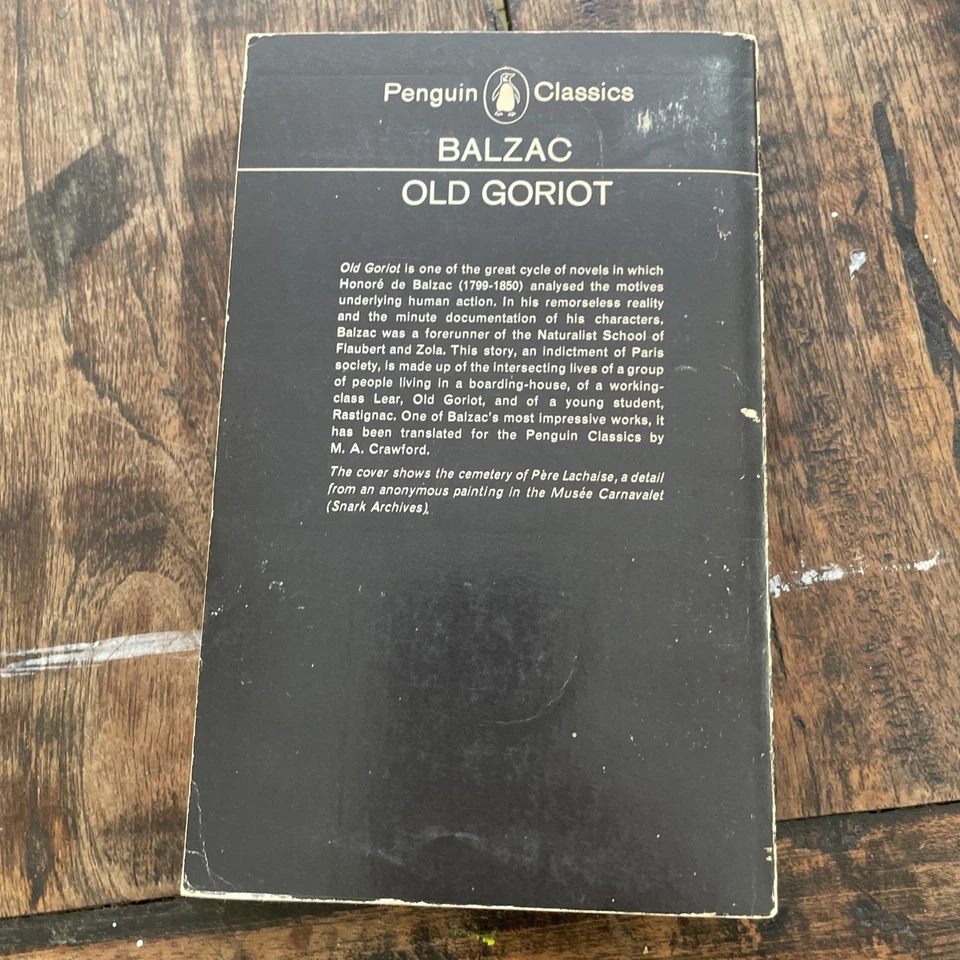 Penguin Classics
BALZAC
OLD GORIOT
Old Goriot is one of the great cycle of novels in which
Honoré de Balzac (1799-1850) analysed the motives
underlying human action. In his remorseless reality
and the minute documentation of his characters,
Balzac was a forerunner of the Naturalist School of
Flaubert and Zola. This story, an indictment of Paris
society, is made up of the intersecting lives of a group
of people living in a boarding-house, of a working-
class Lear, Old Goriot, and of a young student,
Rastignac. One of Balzac's most impressive works, it
has been translated for the Penguin Classics by
M. A. Crawford.
The cover shows the cemetery of Père Lachaise, a detail
from an anonymous painting in the Musée Carnavalet
(Snark Archives).